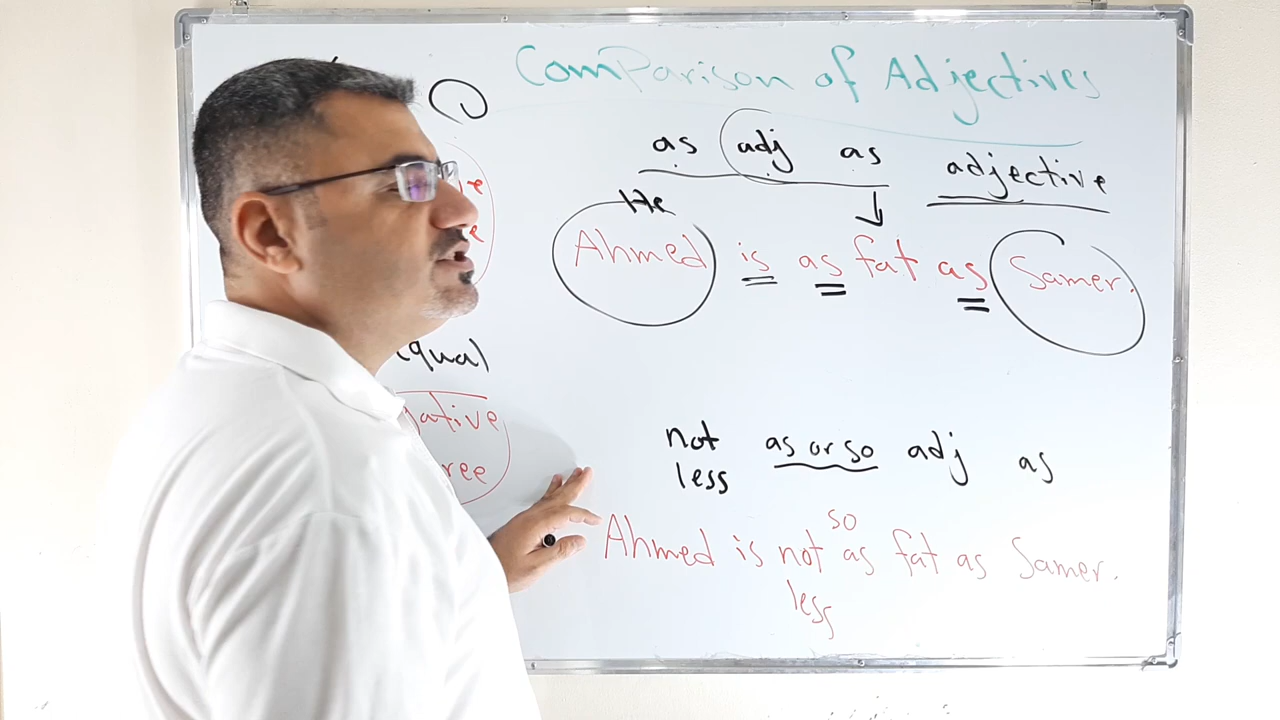 Comparison of Adjectives
1
as adj as adjective
He
Ahmed is as fat as Samer.
not as or so adj as
less
so
Ahmed is not as fat as Samer.
less